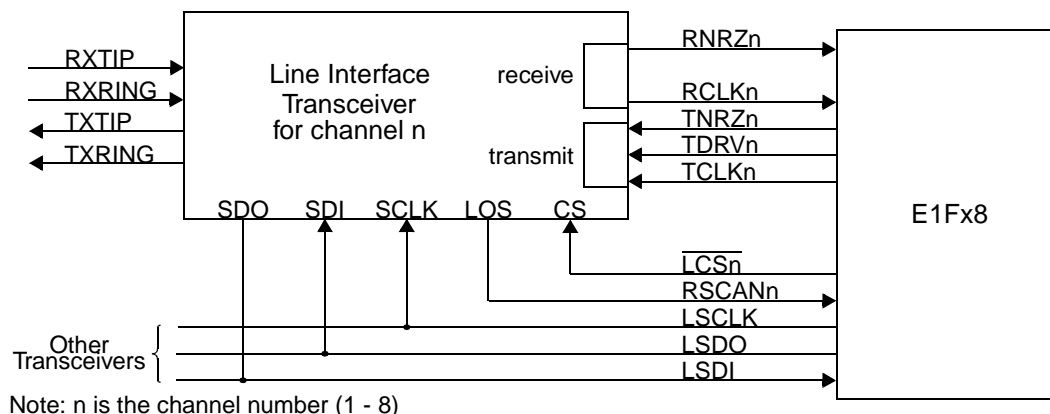 RXTIP
RXRING
TXTIP
TXRING
Line Interface
Transceiver
for channel n
receive
transmit
SDO SDI SCLK LOS CS
RNRZn
RCLKn
TNRZn
TDRVn
TCLKn
E1Fx8
LCSn
RSCANn
LSCLK
LSDO
LSDI
Other
Transceivers
Note: n is the channel number (1 - 8)